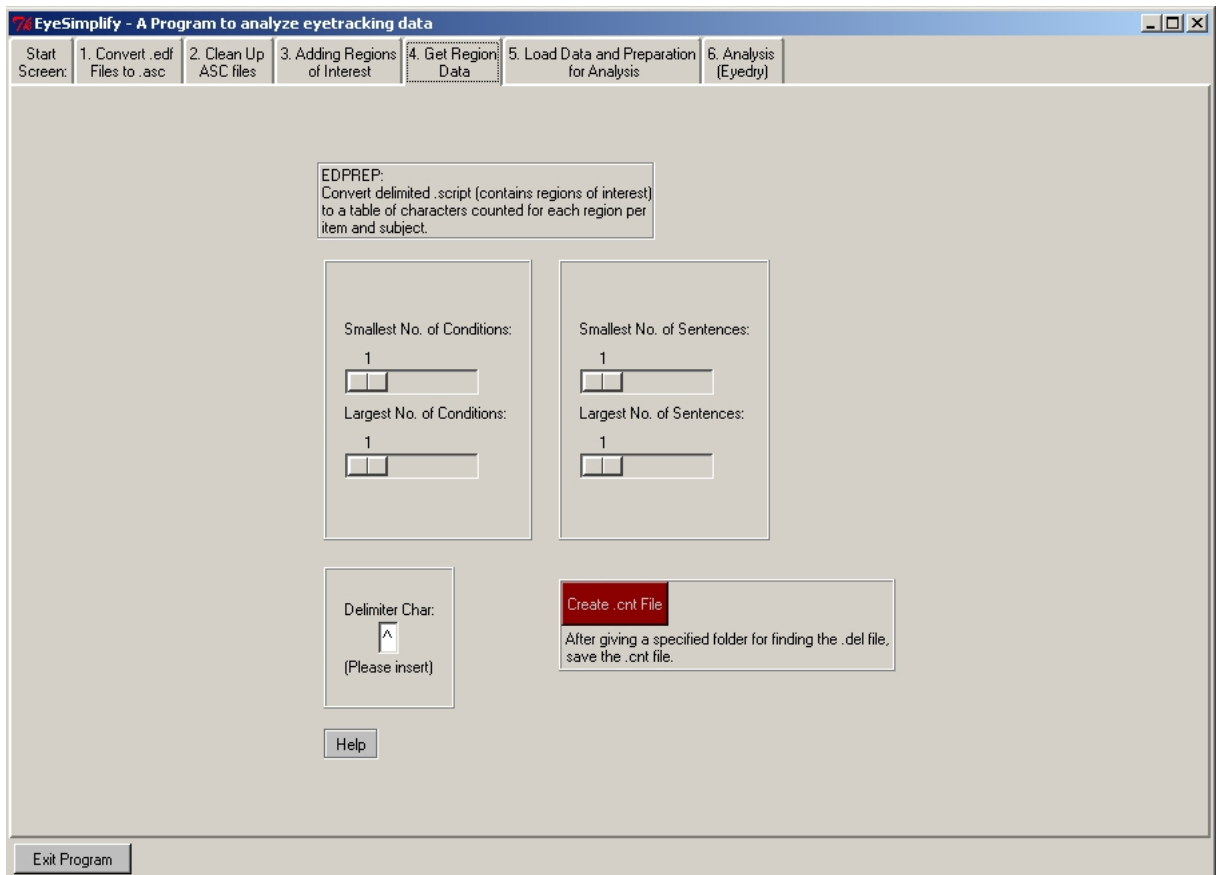 EyeSimplify - A Program to analyze eyetracking data
Start
Screen:
1. Convert .edf
Files to .asc
2. Clean Up
ASC files
3. Adding Regions
of Interest
4. Get Region
Data
5. Load Data and Preparation
for Analysis
6. Analysis
(Eyedry)
EDPREP:
Convert delimited .script (contains regions of interest)
to a table of characters counted for each region per
item and subject.
Smallest No. of Conditions:
1
Largest No. of Conditions:
1
Smallest No. of Sentences:
1
Largest No. of Sentences:
1
Delimiter Char:
^
(Please insert)
Create .cnt File
After giving a specified folder for finding the .del file,
save the .cnt file.
Help
Exit Program